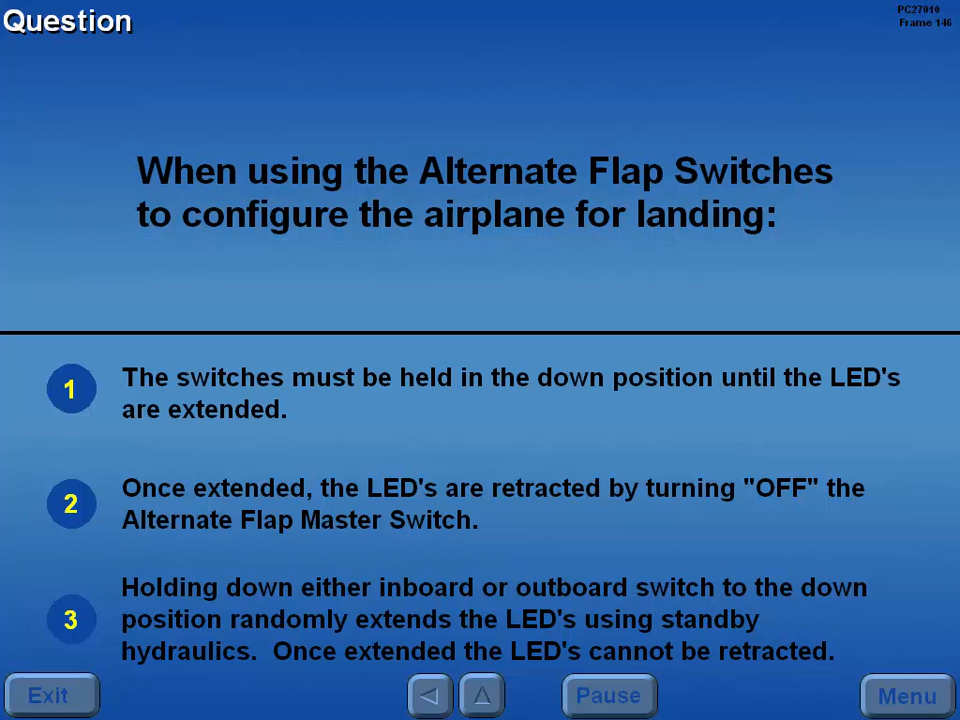 Question
PC27010
Frame 146
When using the Alternate Flap Switches
to configure the airplane for landing:
1
The switches must be held in the down position until the LED's
are extended.
2
Once extended, the LED's are retracted by turning "OFF" the
Alternate Flap Master Switch.
3
Holding down either inboard or outboard switch to the down
position randomly extends the LED's using standby
hydraulics.  Once extended the LED's cannot be retracted.
Exit
Pause
Menu